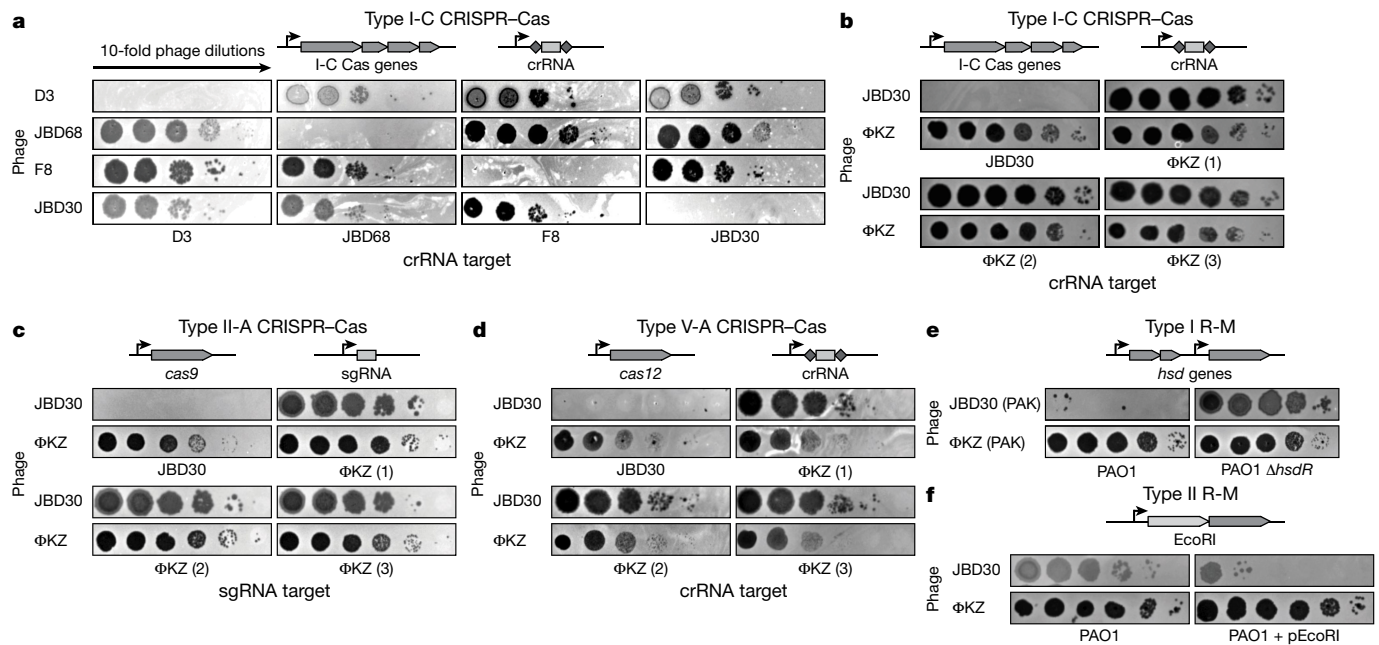 a
Type I-C CRISPR–Cas
10-fold phage dilutions
I-C Cas genes
crRNA
Phage
D3
JBD68
F8
JBD30
D3
JBD68
F8
JBD30
crRNA target
b
Type I-C CRISPR–Cas
I-C Cas genes
crRNA
Phage
JBD30
ΦKZ
JBD30
ΦKZ (1)
JBD30
ΦKZ
ΦKZ (2)
ΦKZ (3)
crRNA target
c
Type II-A CRISPR–Cas
cas9
sgRNA
Phage
JBD30
ΦKZ
JBD30
ΦKZ (1)
JBD30
ΦKZ
ΦKZ (2)
ΦKZ (3)
sgRNA target
d
Type V-A CRISPR–Cas
cas12
crRNA
Phage
JBD30
ΦKZ
JBD30
ΦKZ (1)
JBD30
ΦKZ
ΦKZ (2)
ΦKZ (3)
crRNA target
e
Type I R-M
hsd genes
Phage
JBD30 (PAK)
ΦKZ (PAK)
PAO1
PAO1 ΔhsdR
f
Type II R-M
EcoRI
Phage
JBD30
ΦKZ
PAO1
PAO1 + pEcoRI